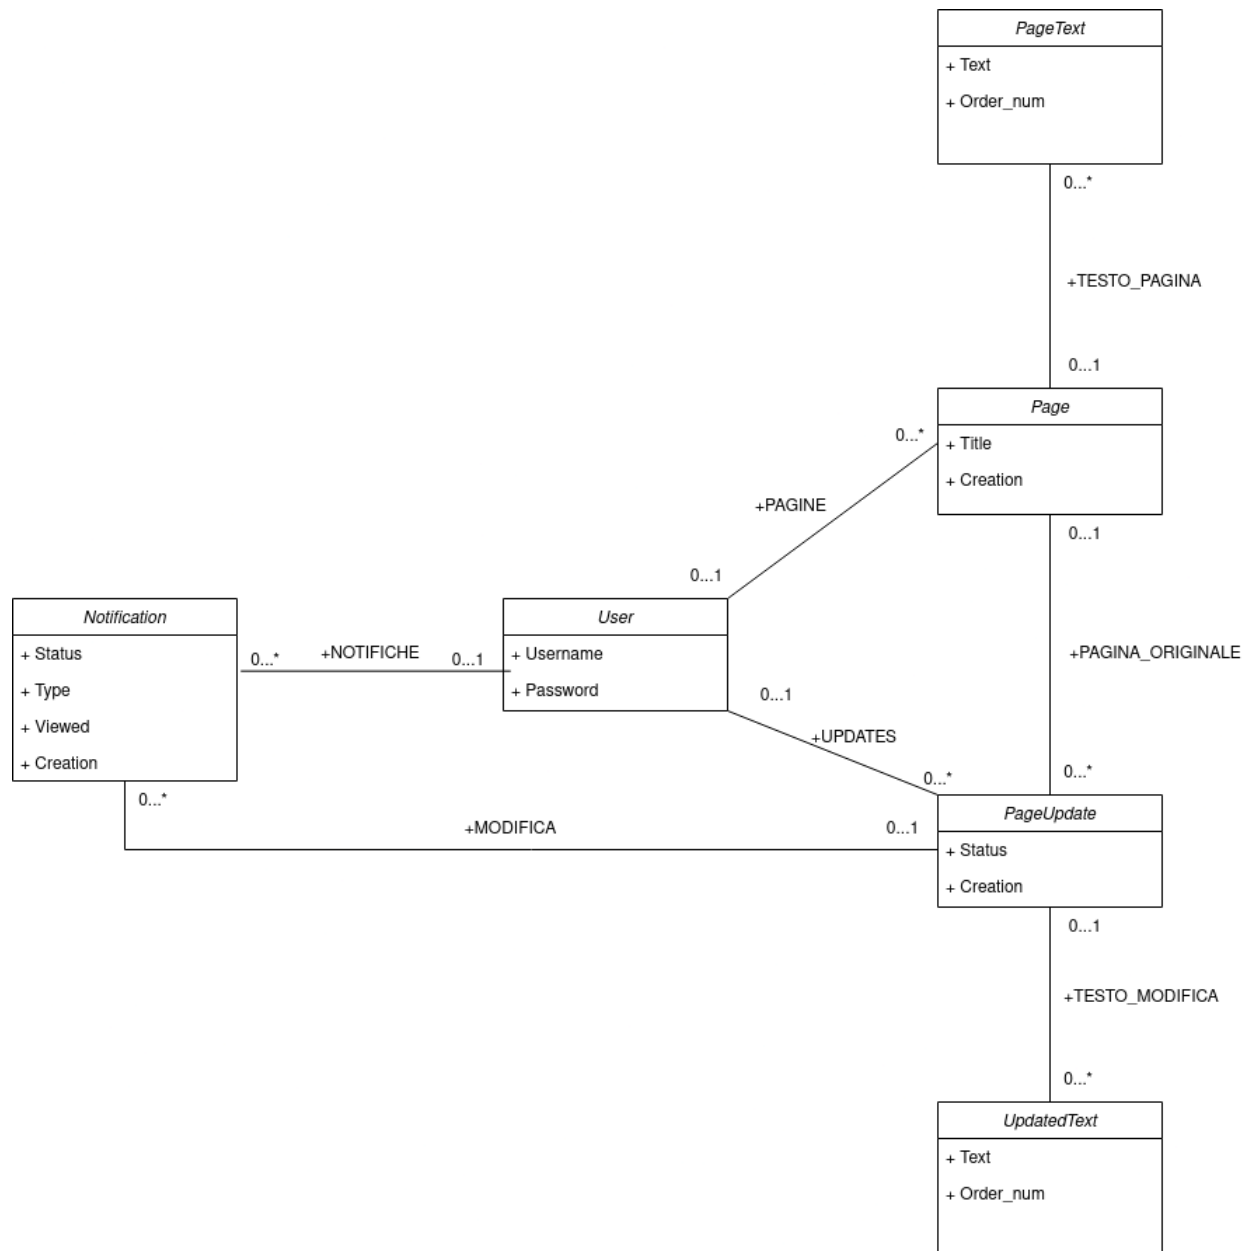 PageText
+ Text
+ Order_num
0...*
+TESTO_PAGINA
0...1
Page
+ Title
+ Creation
0...*
+PAGINE
0...1
0...1
+PAGINA_ORIGINALE
0...*
Notification
+ Status
+ Type
+ Viewed
+ Creation
0...*
+NOTIFICHE
0...1
User
+ Username
+ Password
0...1
+UPDATES
0...*
0...*
+MODIFICA
0...1
PageUpdate
+ Status
+ Creation
0...1
+TESTO_MODIFICA
0...*
UpdatedText
+ Text
+ Order_num